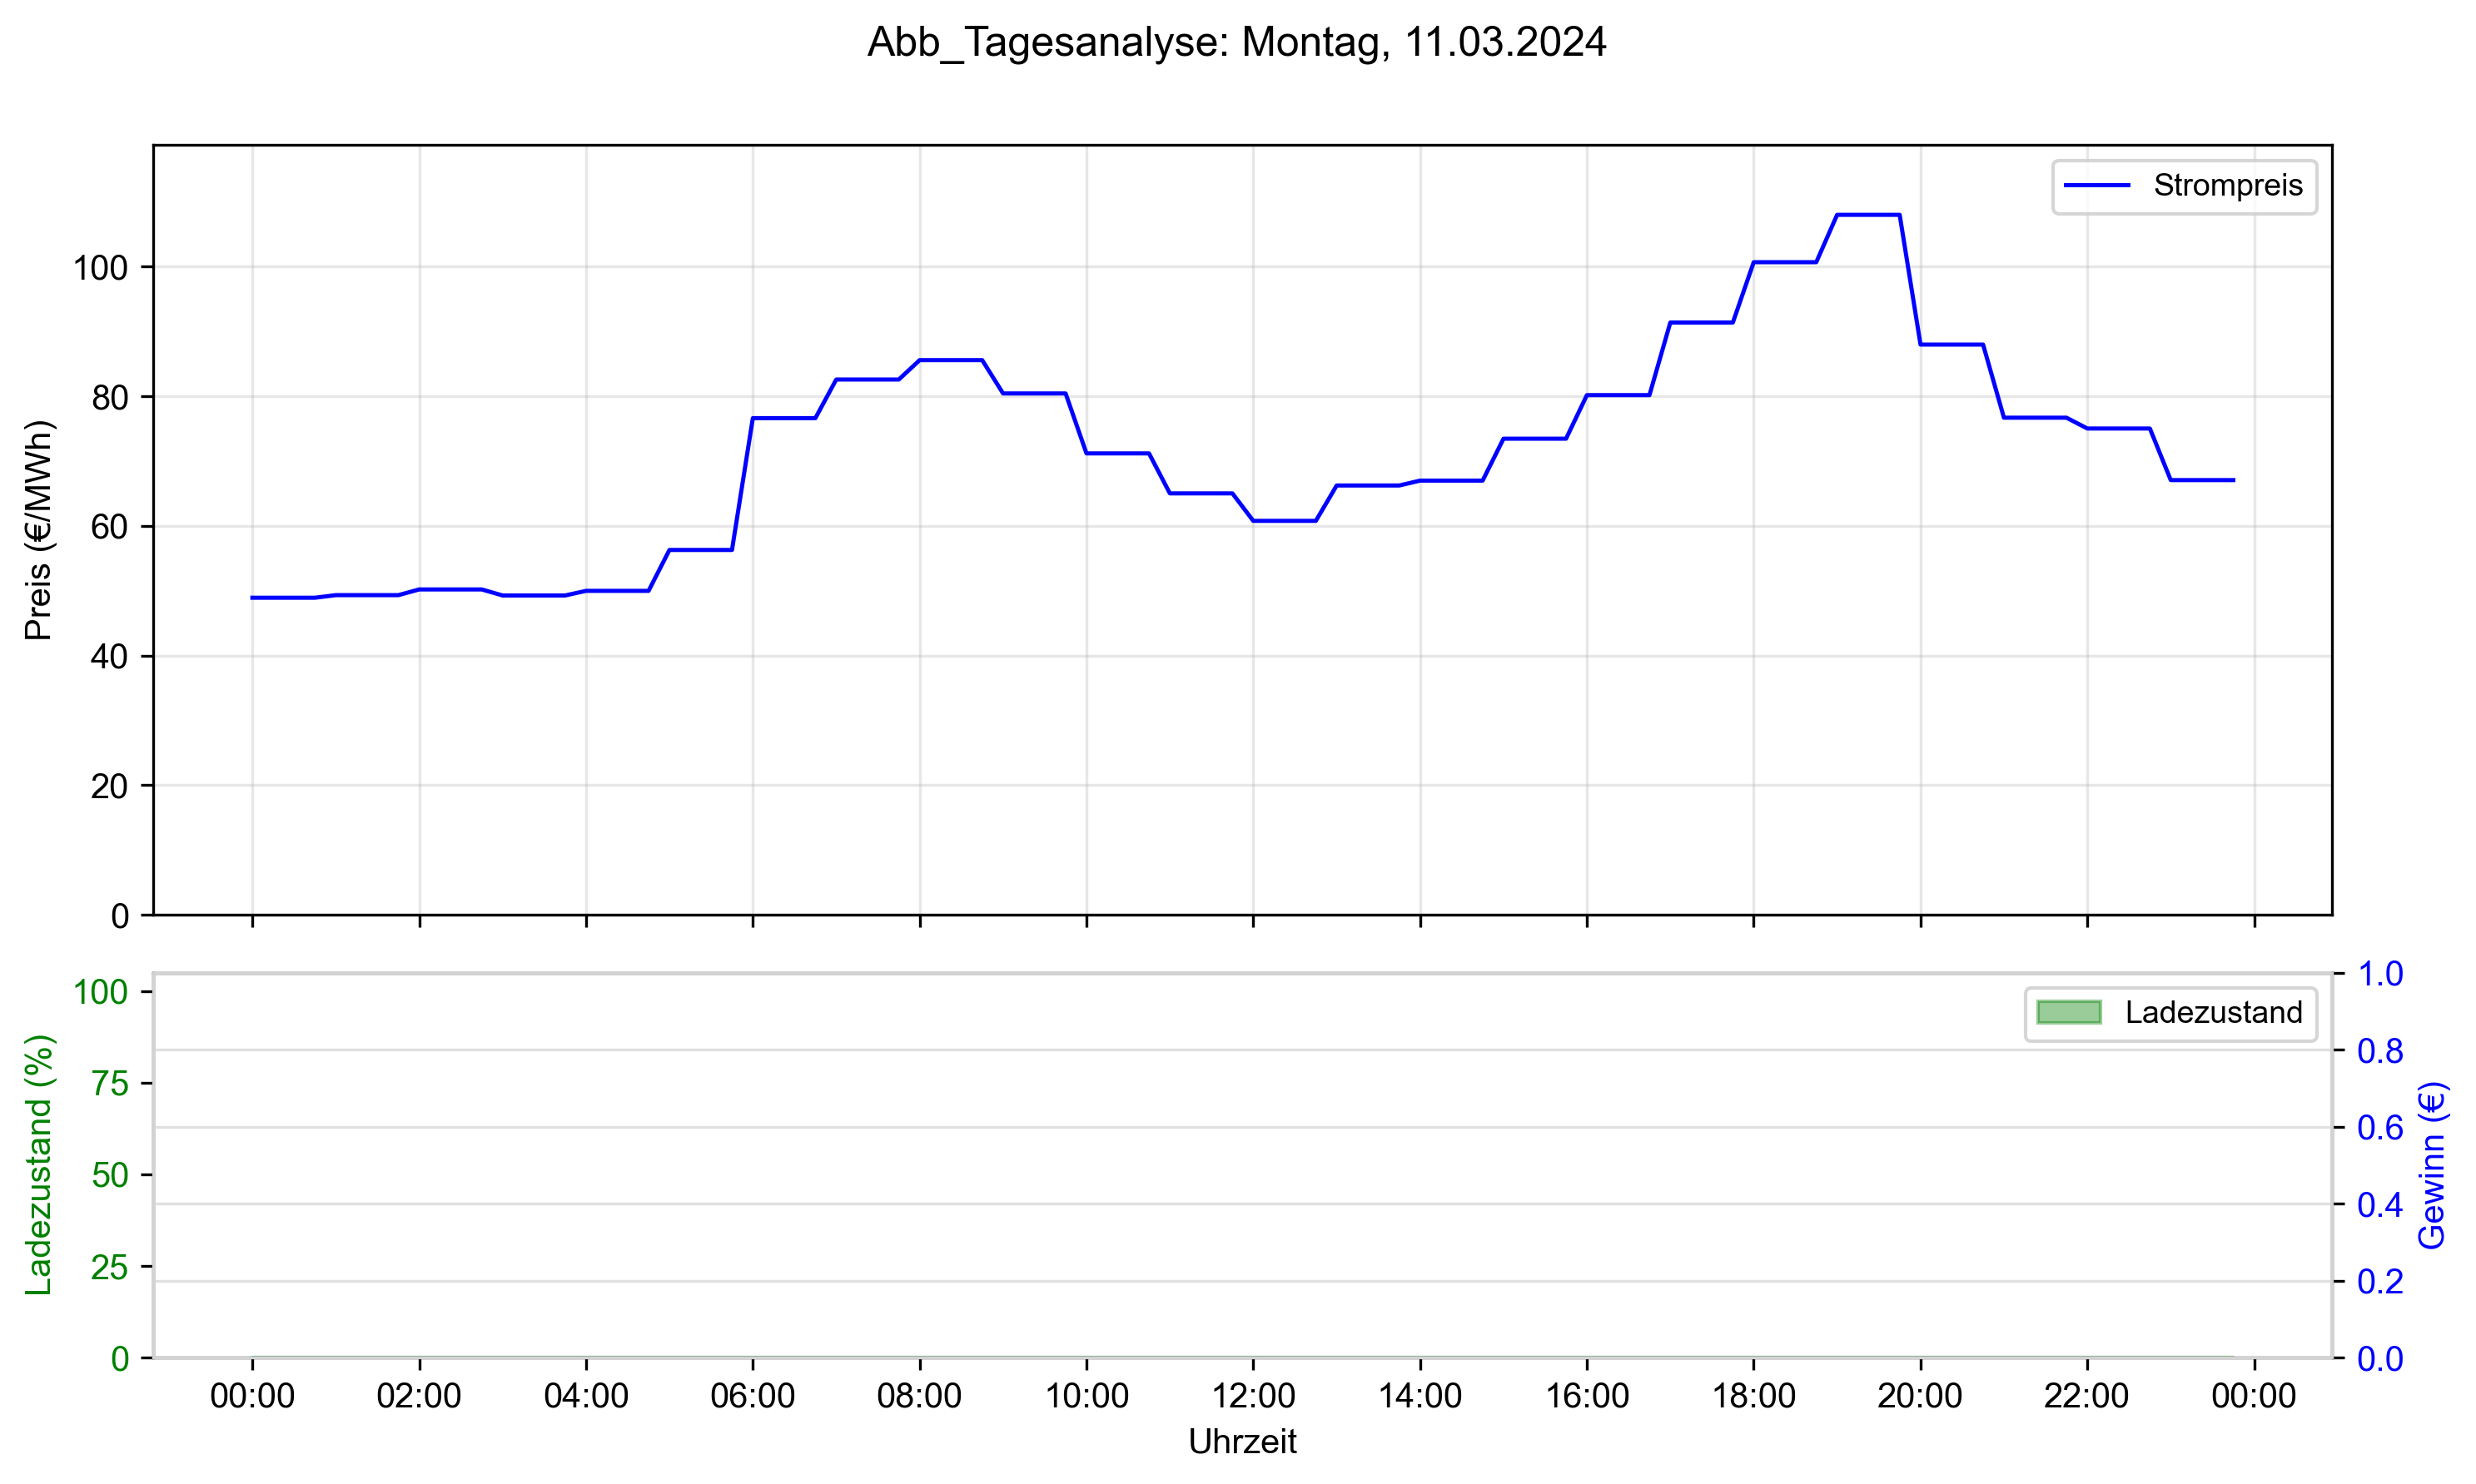 Abb_Tagesanalyse: Montag, 11.03.2024
Strompreis
Preis (€/MWh)
100
80
60
40
20
0
Ladezustand
Ladezustand (%)
100
75
50
25
0
1.0
0.8
0.6
0.4
0.2
0.0
Gewinn (€)
00:00 02:00 04:00 06:00 08:00 10:00 12:00 14:00 16:00 18:00 20:00 22:00 00:00
Uhrzeit